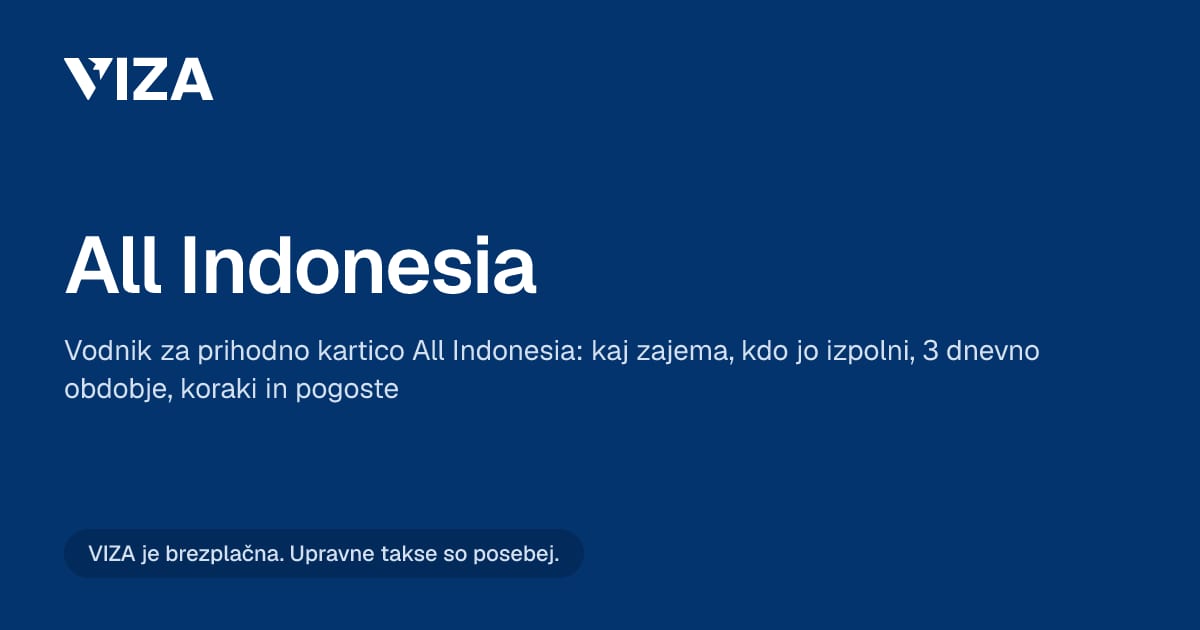 VIZA
All Indonesia
Vodnik za prihodno kartico All Indonesia: kaj zajema, kdo jo izpolni, 3 dnevno
obdobje, koraki in pogoste
VIZA je brezplačna. Upravne takse so posebej.